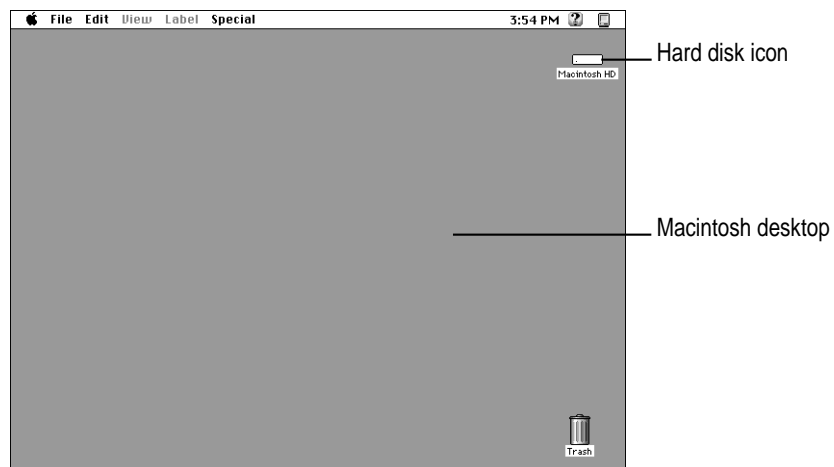 File Edit View Label Special 3:54 PM
Hard disk icon
Macintosh HD
Macintosh desktop
Trash